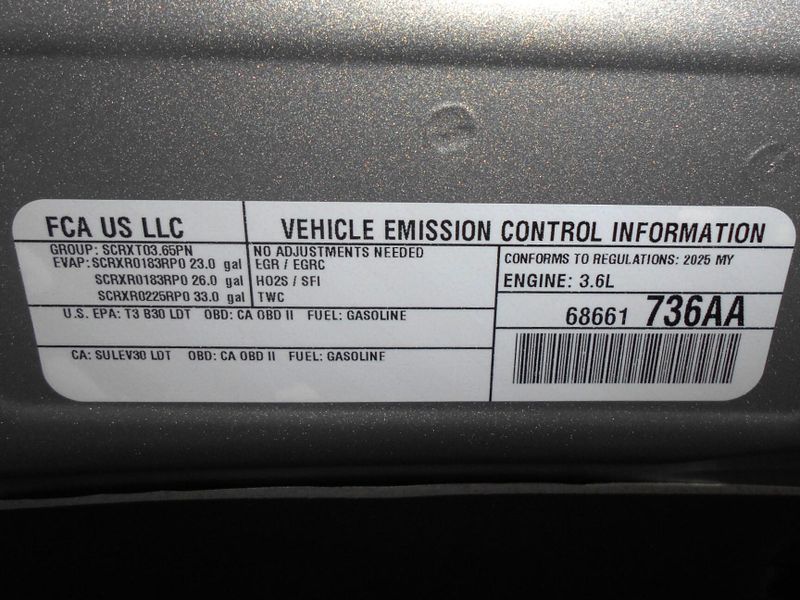 FCA US LLC
VEHICLE EMISSION CONTROL INFORMATION
GROUP: SCRXT03.65PN
EVAP: SCRXR0183RP0 23.0 gal
SCRXR0183RP0 26.0 gal
SCRXR0225RP0 33.0 gal
NO ADJUSTMENTS NEEDED
EGR / EGRC
HO2S / SFI
TWC
CONFORMS TO REGULATIONS: 2025 MY
ENGINE: 3.6L
68661 736AA
U.S. EPA: T3 B30 LDT OBD: CA OBD II FUEL: GASOLINE
CA: SULEV30 LDT OBD: CA OBD II FUEL: GASOLINE